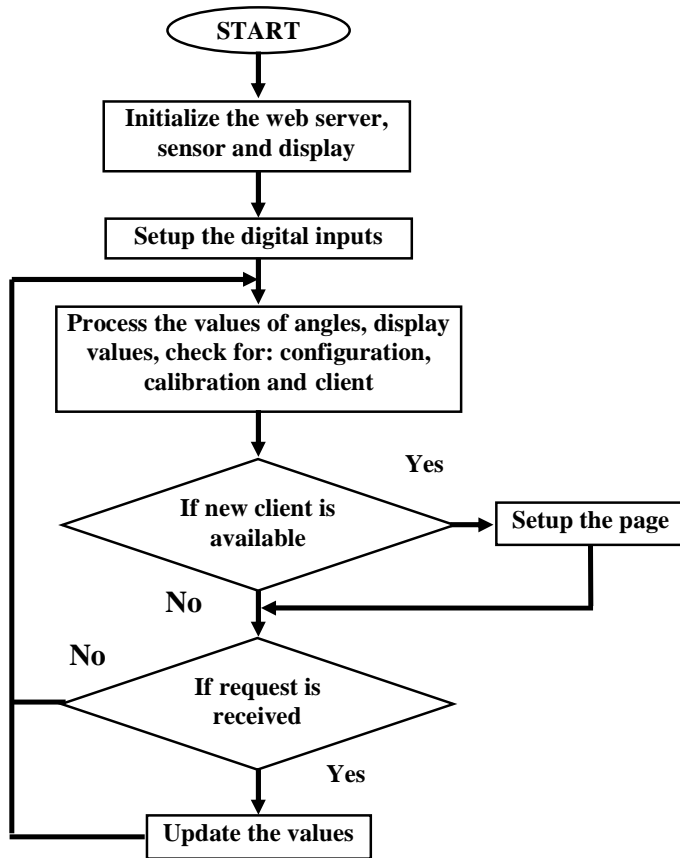 START
Initialize the web server,
sensor and display
Setup the digital inputs
Process the values of angles, display
values, check for: configuration,
calibration and client
Yes
If new client is
available
Setup the page
No
No
If request is
received
Yes
Update the values